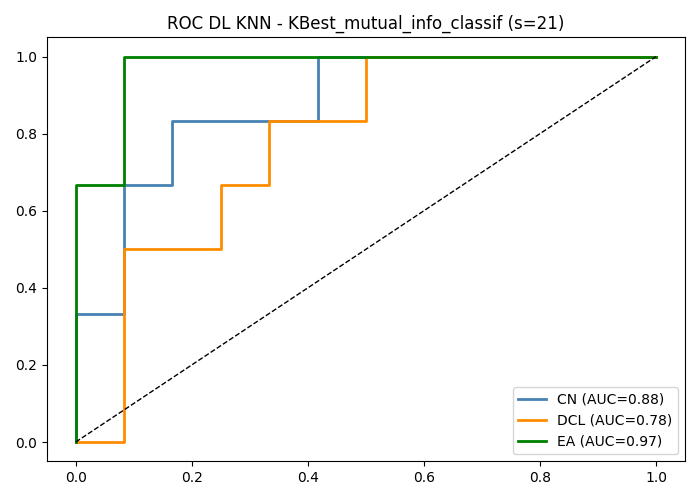 ROC DL KNN - KBest_mutual_info_classif (s=21)
1.0
0.8
0.6
0.4
0.2
0.0
CN (AUC=0.88)
DCL (AUC=0.78)
EA (AUC=0.97)
0.0 0.2 0.4 0.6 0.8 1.0